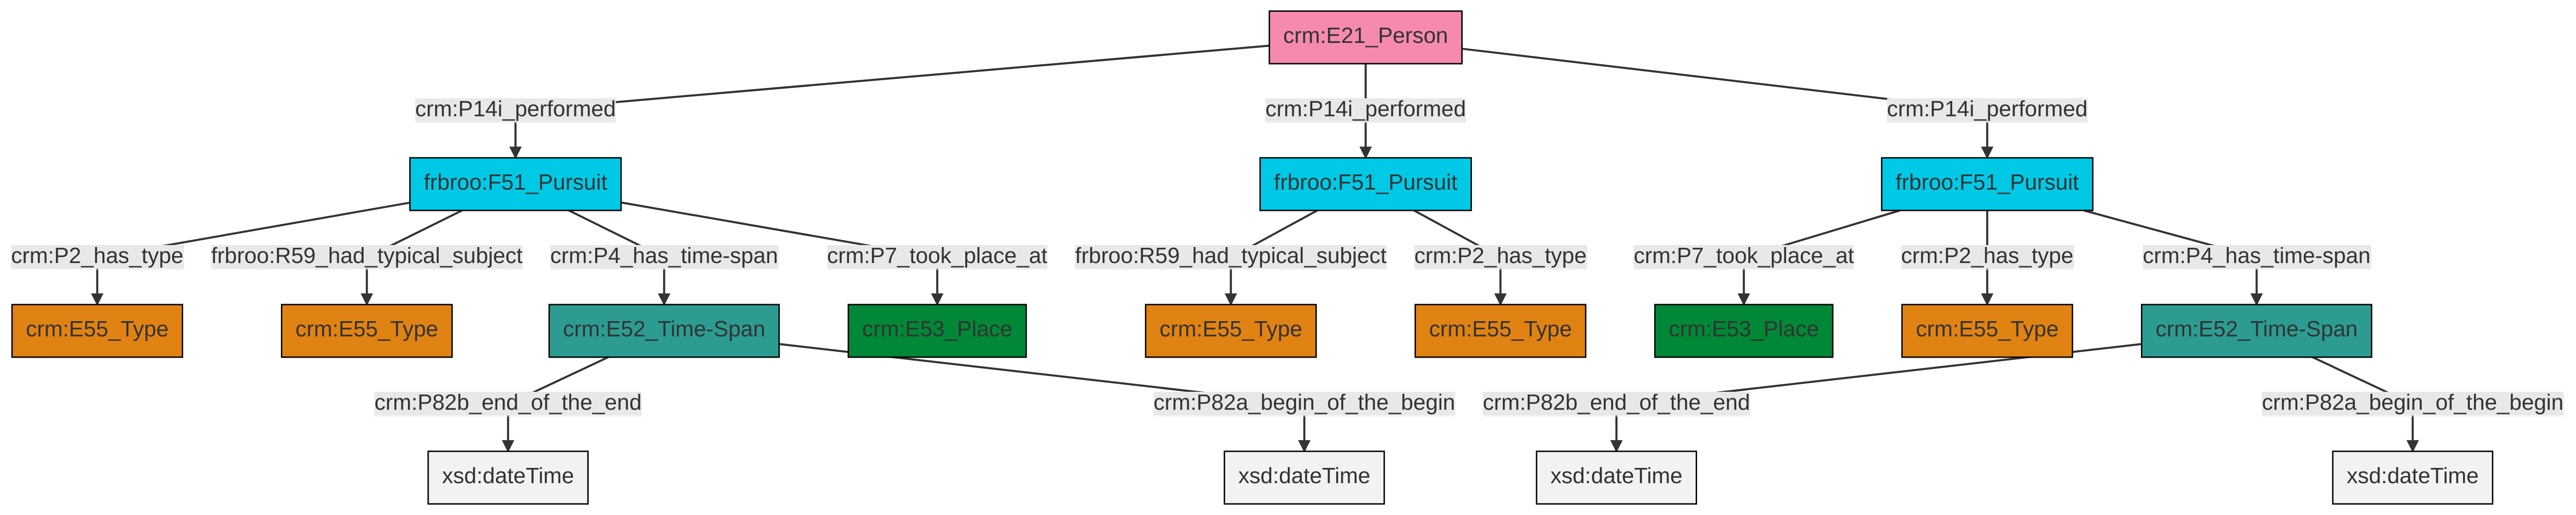 crm:E21_Person
crm:P14i_performed
crm:P14i_performed
crm:P14i_performed
frbroo:F51_Pursuit
frbroo:F51_Pursuit
frbroo:F51_Pursuit
crm:P2_has_type
frbroo:R59_had_typical_subject
crm:P4_has_time-span
crm:P7_took_place_at
frbroo:R59_had_typical_subject
crm:P2_has_type
crm:P7_took_place_at
crm:P2_has_type
crm:P4_has_time-span
crm:E55_Type
crm:E55_Type
crm:E52_Time-Span
crm:E53_Place
crm:E55_Type
crm:E55_Type
crm:E53_Place
crm:E55_Type
crm:E52_Time-Span
crm:P82b_end_of_the_end
crm:P82a_begin_of_the_begin
crm:P82b_end_of_the_end
crm:P82a_begin_of_the_begin
xsd:dateTime
xsd:dateTime
xsd:dateTime
xsd:dateTime